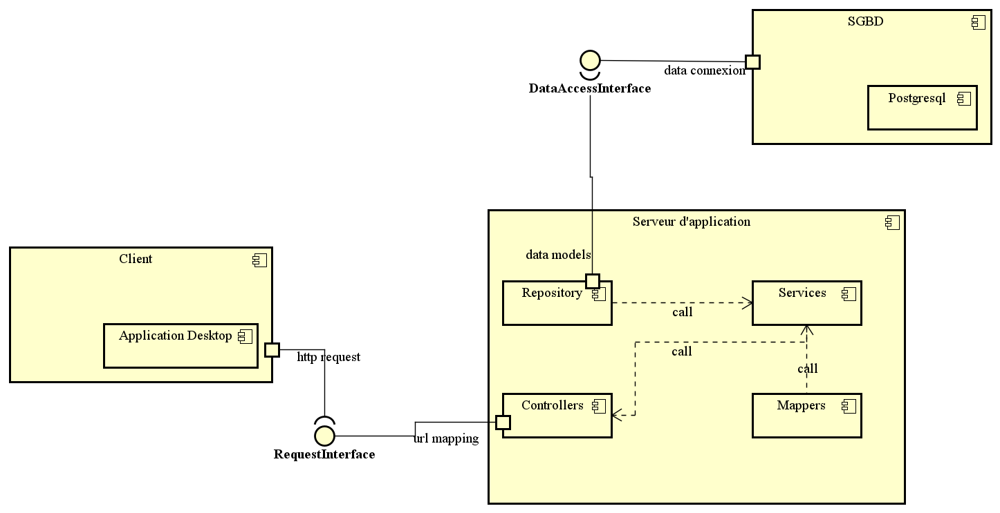 SGBD
data connexion
DataAccessInterface
Postgresql
Serveur d'application
Client
data models
Repository
Services
call
Application Desktop
http request
call
call
Controllers
Mappers
url mapping
RequestInterface